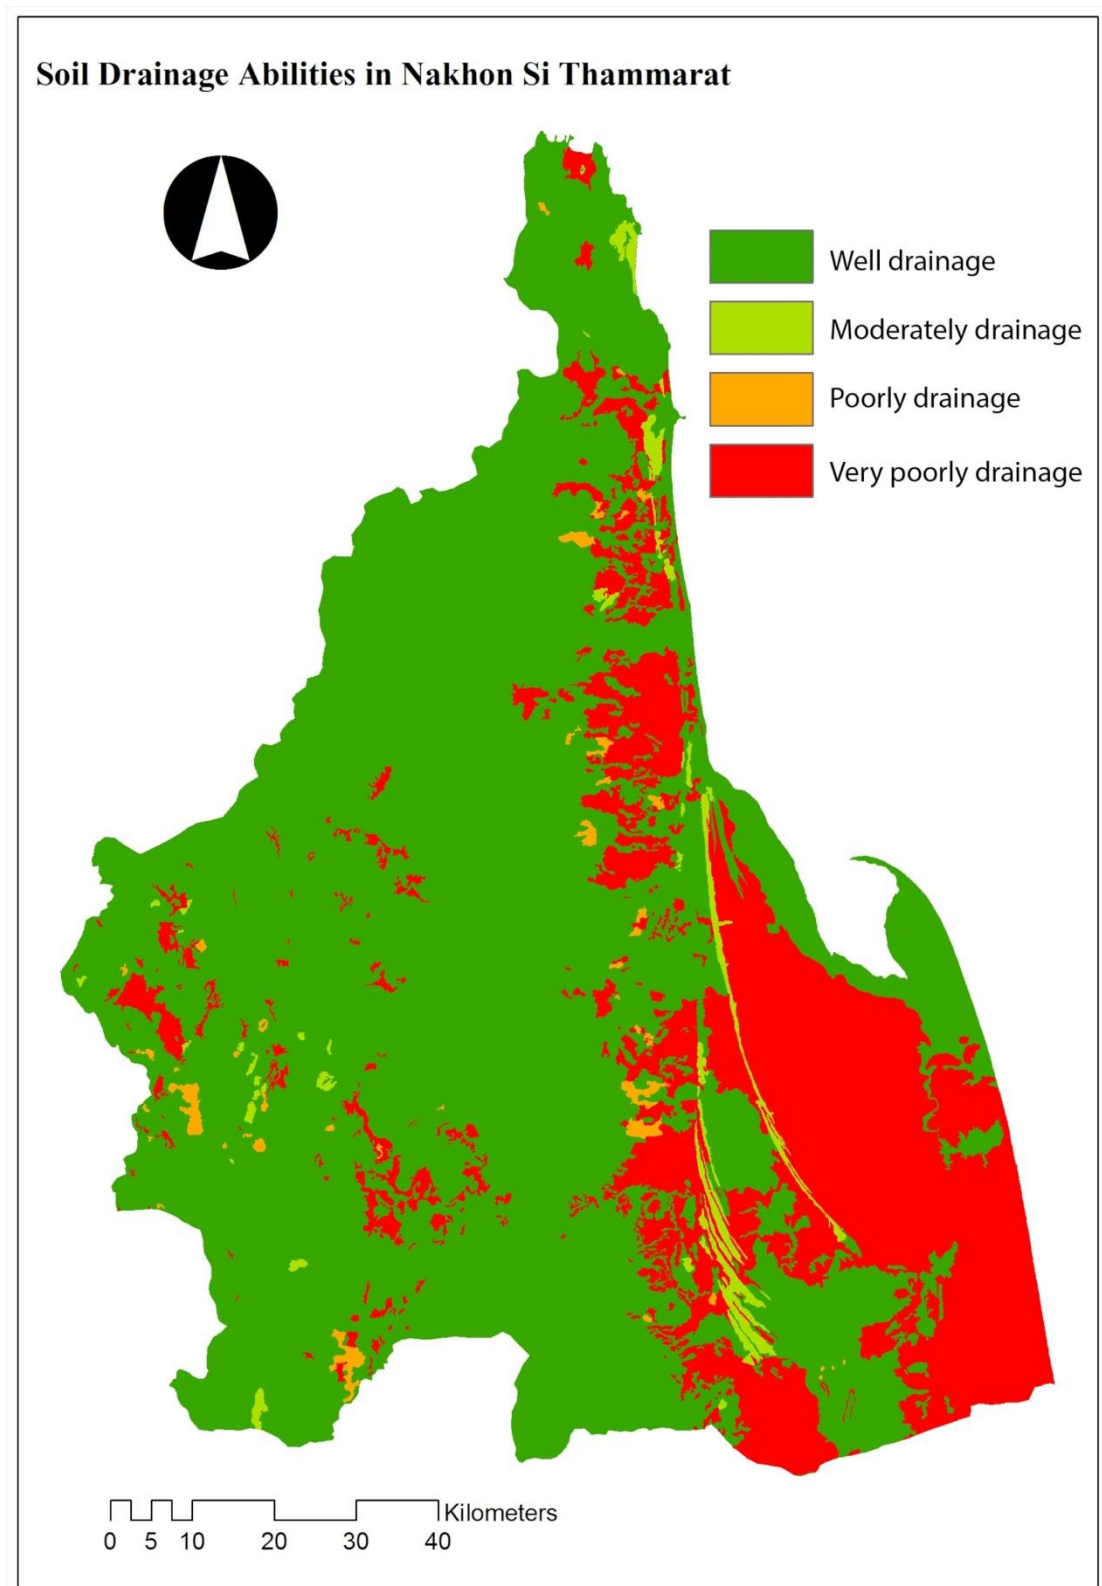 Soil Drainage Abilities in Nakhon Si Thammarat
Well drainage
Moderately drainage
Poorly drainage
Very poorly drainage
Kilometers
0 5 10 20 30 40